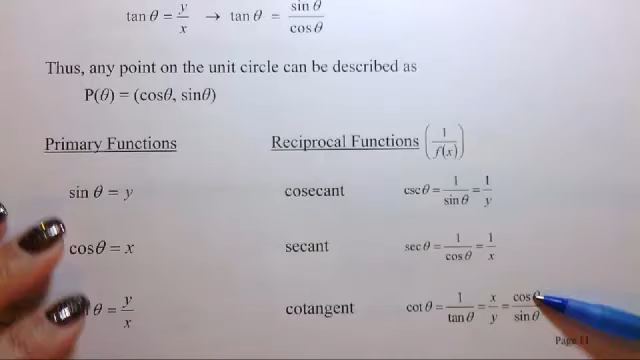 tan θ = y/x → tan θ = sin θ/cos θ
Thus, any point on the unit circle can be described as
P(θ) = (cosθ, sinθ)
Primary Functions Reciprocal Functions (1/f(x))
sin θ = y cosecant csc θ = 1/sin θ = 1/y
cosθ = x secant sec θ = 1/cos θ = 1/x
θ = y/x cotangent cot θ = 1/tan θ = x/y = cos θ/sin θ
Page 11